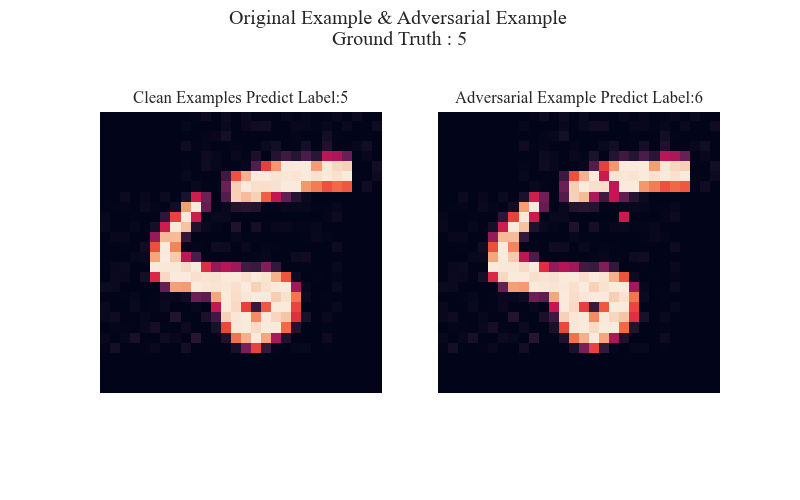 Original Example & Adversarial Example
Ground Truth : 5
Clean Examples Predict Label:5
Adversarial Example Predict Label:6